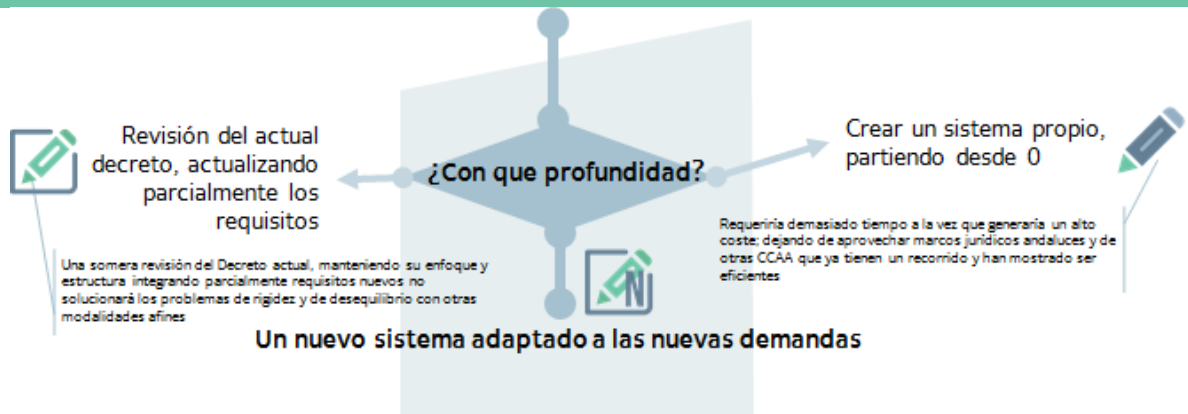 Revisión del actual
decreto, actualizando
parcialmente los
requisitos
Una somera revisión del Decreto actual, manteniendo su enfoque y
estructura integrando parcialmente requisitos nuevos no
solucionará los problemas de rigidez y de desequilibrio con otras
modalidades afines
¿Con que profundidad?
Crear un sistema propio,
partiendo desde 0
Requeriría demasiado tiempo a la vez que generaría un alto
coste; dejando de aprovechar marcos jurídicos andaluces y de
otras CCAA que ya tienen un recorrido y han mostrado ser
eficientes
N
Un nuevo sistema adaptado a las nuevas demandas